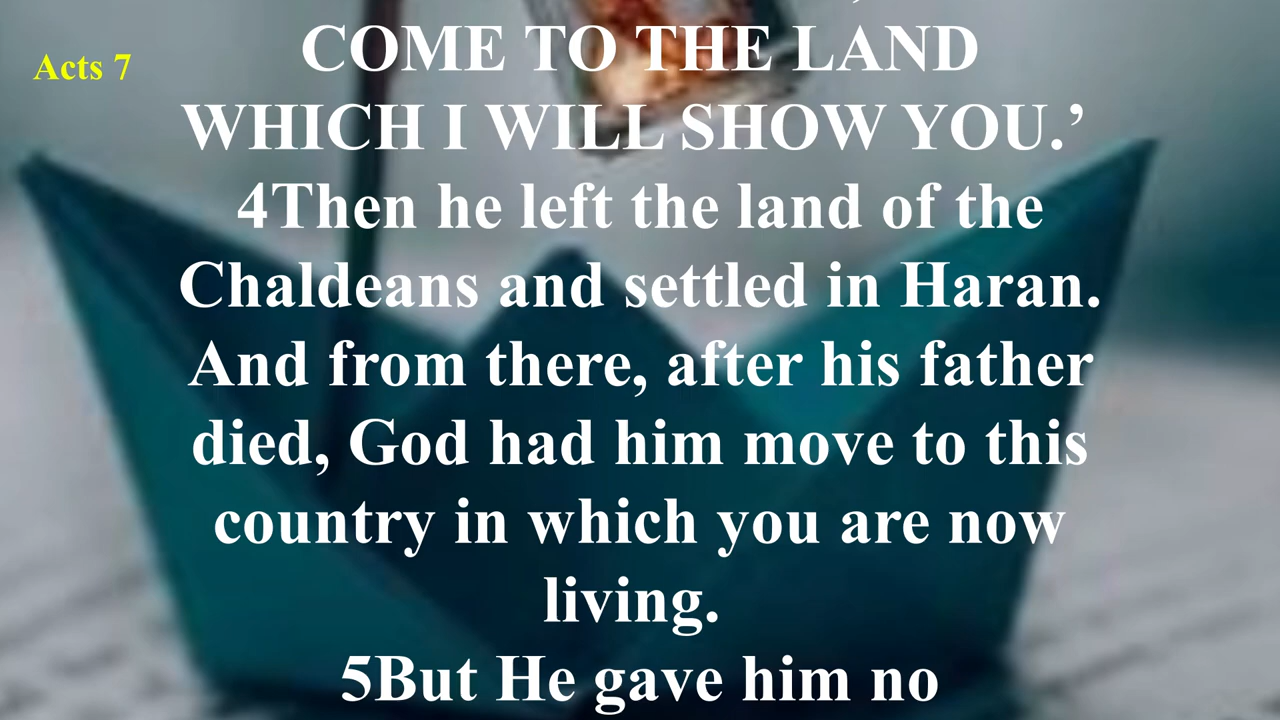 Acts 7
COME TO THE LAND
WHICH I WILL SHOW YOU.’
4Then he left the land of the
Chaldeans and settled in Haran.
And from there, after his father
died, God had him move to this
country in which you are now
living.
5But He gave him no